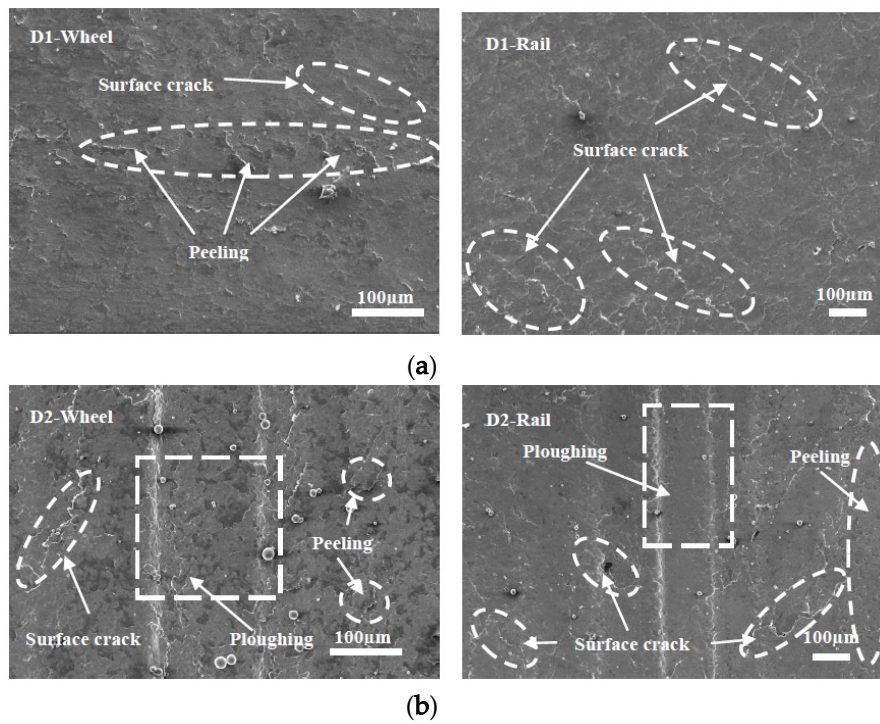 D1-Wheel
Surface crack
Peeling
100μm
D1-Rail
Surface crack
100μm
(a)
D2-Wheel
Peeling
Surface crack
Ploughing
100μm
D2-Rail
Ploughing
Peeling
Surface crack
100μm
(b)